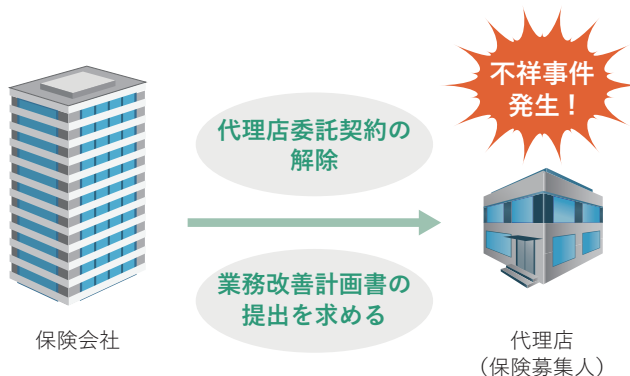 不祥事件
発生！
代理店委託契約の
解除
業務改善計画書の
提出を求める
保険会社
代理店
（保険募集人）